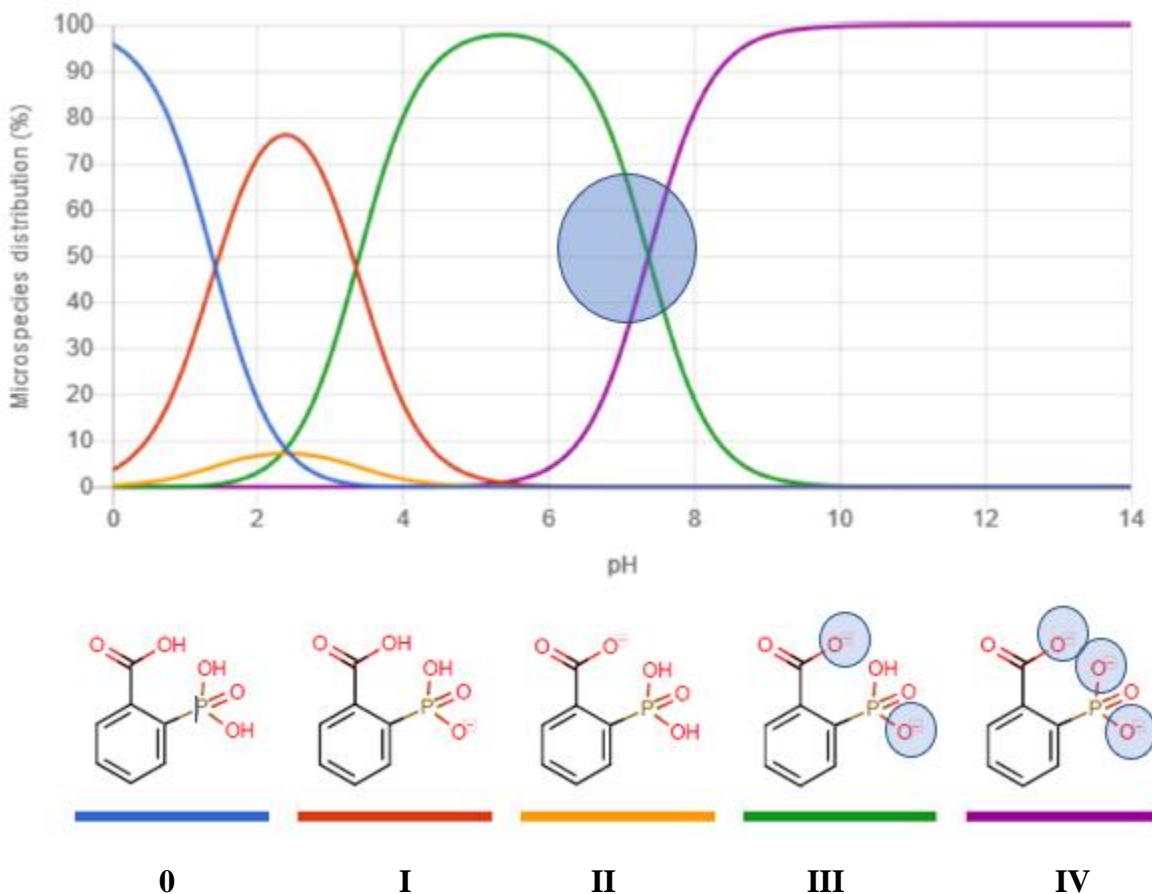 Microspecies distribution (%)
100
90
80
70
60
50
40
30
20
10
0
0 2 4 6 8 10 12 14
pH
O OH OH P O OH
O OH OH P O O⁻
O O⁻ OH P O OH
O O⁻ OH P O O⁻
O O⁻ O⁻ P O O⁻
0 I II III IV